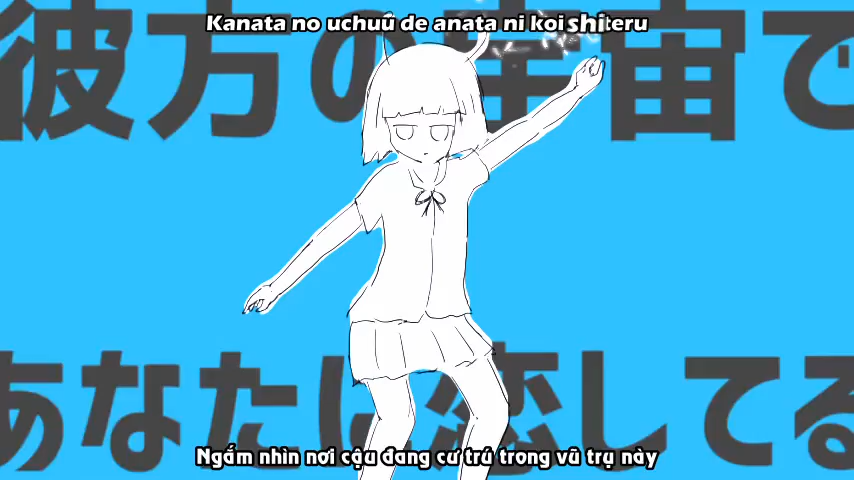 Kanata no uchuú de anata ni koi shiteru
彼方の宇宙で
あなたに恋してる
Ngắm nhìn nơi cậu đang cư trú trong vũ trụ này